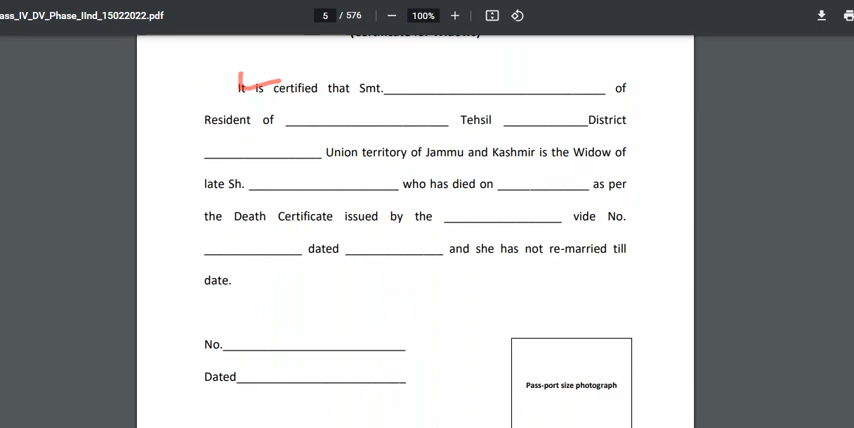 ass_IV_DV_Phase_IInd_15022022.pdf 5 / 576 100%
It is certified that Smt.__________________________________ of
Resident of _________________________ Tehsil _____________District
__________________ Union territory of Jammu and Kashmir is the Widow of
late Sh. _______________________ who has died on ______________ as per
the Death Certificate issued by the __________________ vide No.
_______________ dated _______________ and she has not re-married till
date.
No.____________________________
Dated__________________________
Pass-port size photograph